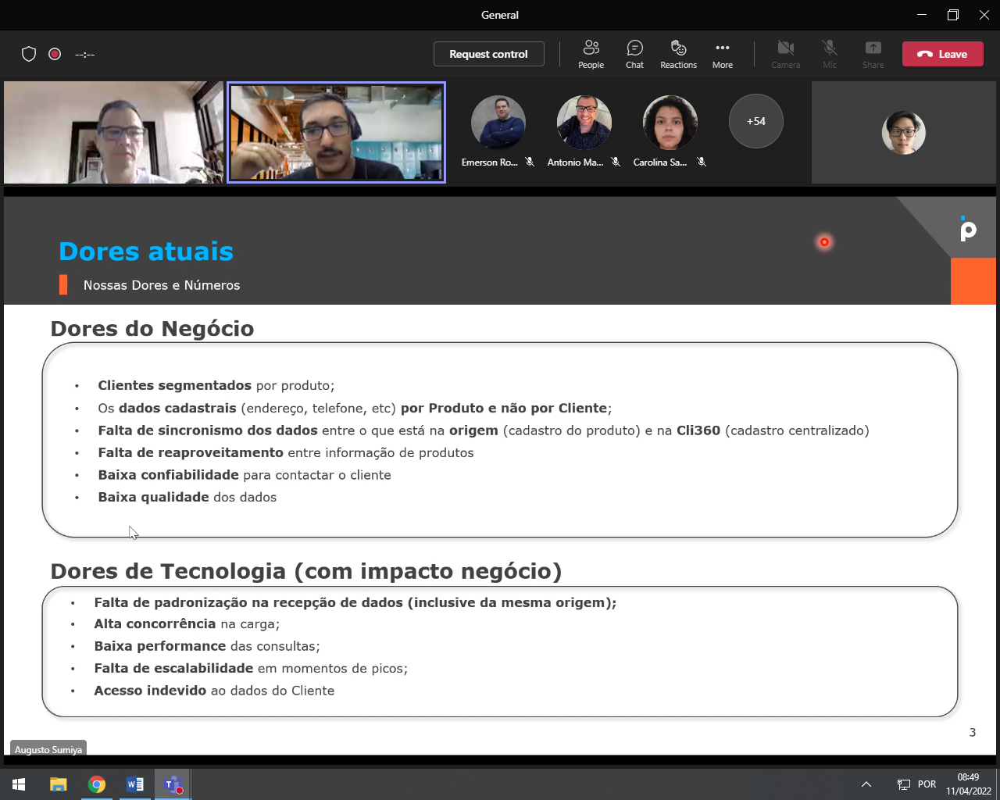 General
--:--
Request control
People
Chat
Reactions
More
Camera
Mic
Share
Leave
Emerson Ro...
Antonio Ma...
Carolina Sa...
+54
Dores atuais
Nossas Dores e Números
Dores do Negócio
• Clientes segmentados por produto;
• Os dados cadastrais (endereço, telefone, etc) por Produto e não por Cliente;
• Falta de sincronismo dos dados entre o que está na origem (cadastro do produto) e na Cli360 (cadastro centralizado)
• Falta de reaproveitamento entre informação de produtos
• Baixa confiabilidade para contactar o cliente
• Baixa qualidade dos dados
Dores de Tecnologia (com impacto negócio)
• Falta de padronização na recepção de dados (inclusive da mesma origem);
• Alta concorrência na carga;
• Baixa performance das consultas;
• Falta de escalabilidade em momentos de picos;
• Acesso indevido ao dados do Cliente
3
Augusto Sumiya
POR
08:49
11/04/2022